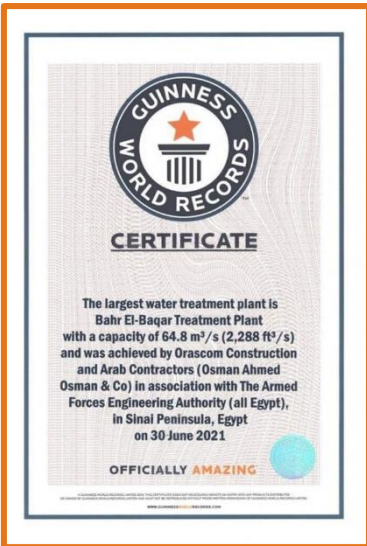 GUINNESS
WORLD RECORDS
CERTIFICATE
The largest water treatment plant is
Bahr El-Baqar Treatment Plant
with a capacity of 64.8 m³/s (2,288 ft³/s)
and was achieved by Orascom Construction
and Arab Contractors (Osman Ahmed
Osman & Co) in association with The Armed
Forces Engineering Authority (all Egypt),
in Sinai Peninsula, Egypt
on 30 June 2021
OFFICIALLY AMAZING
WWW.GUINNESSWORLDRECORDS.COM